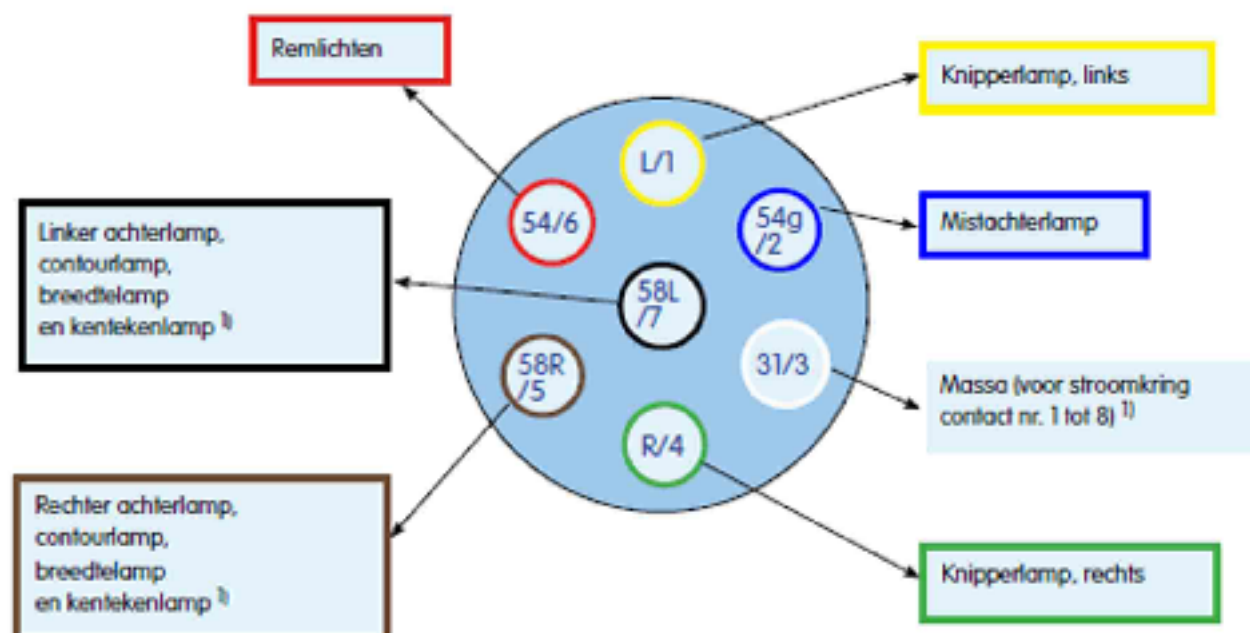 Remlichten
Knipperlamp, links
L/1
54/6
54g
/2
Mistachterlamp
Linker achterlamp,
contourlamp,
breedtelamp
en kentekenlamp 1)
58L
/7
58R
/5
31/3
Massa (voor stroomkring
contact nr. 1 tot 8) 1)
R/4
Rechter achterlamp,
contourlamp,
breedtelamp
en kentekenlamp 1)
Knipperlamp, rechts